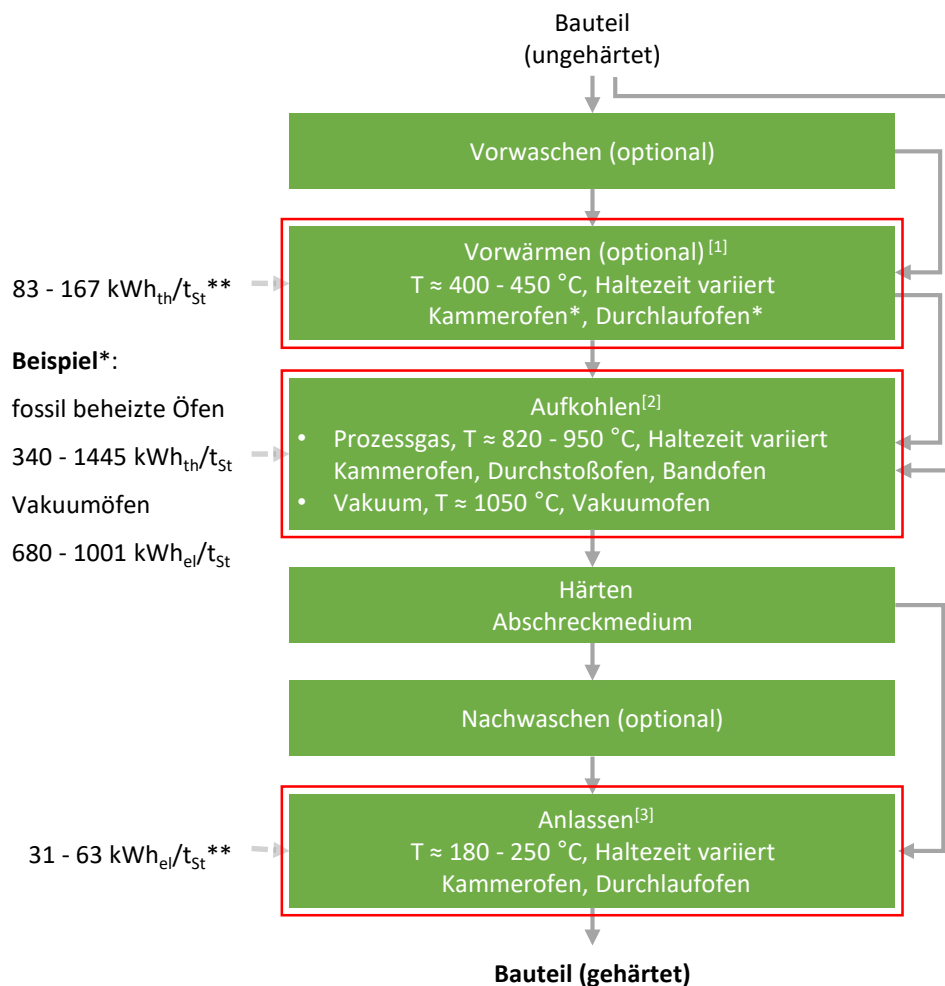 Bauteil
(ungehärtet)
Vorwaschen (optional)
Vorwärmen (optional)[1]
T ≈ 400 - 450 °C, Haltezeit variiert
Kammerofen*, Durchlaufofen*
83 - 167 kWhth/tSt**
Beispiel*:
fossil beheizte Öfen
340 - 1445 kWhth/tSt
Vakuumöfen
680 - 1001 kWhel/tSt
Aufkohlen[2]
• Prozessgas, T ≈ 820 - 950 °C, Haltezeit variiert
Kammerofen, Durchstoßofen, Bandofen
• Vakuum, T ≈ 1050 °C, Vakuumofen
Härten
Abschreckmedium
Nachwaschen (optional)
Anlassen[3]
T ≈ 180 - 250 °C, Haltezeit variiert
Kammerofen, Durchlaufofen
31 - 63 kWhel/tSt**
Bauteil (gehärtet)